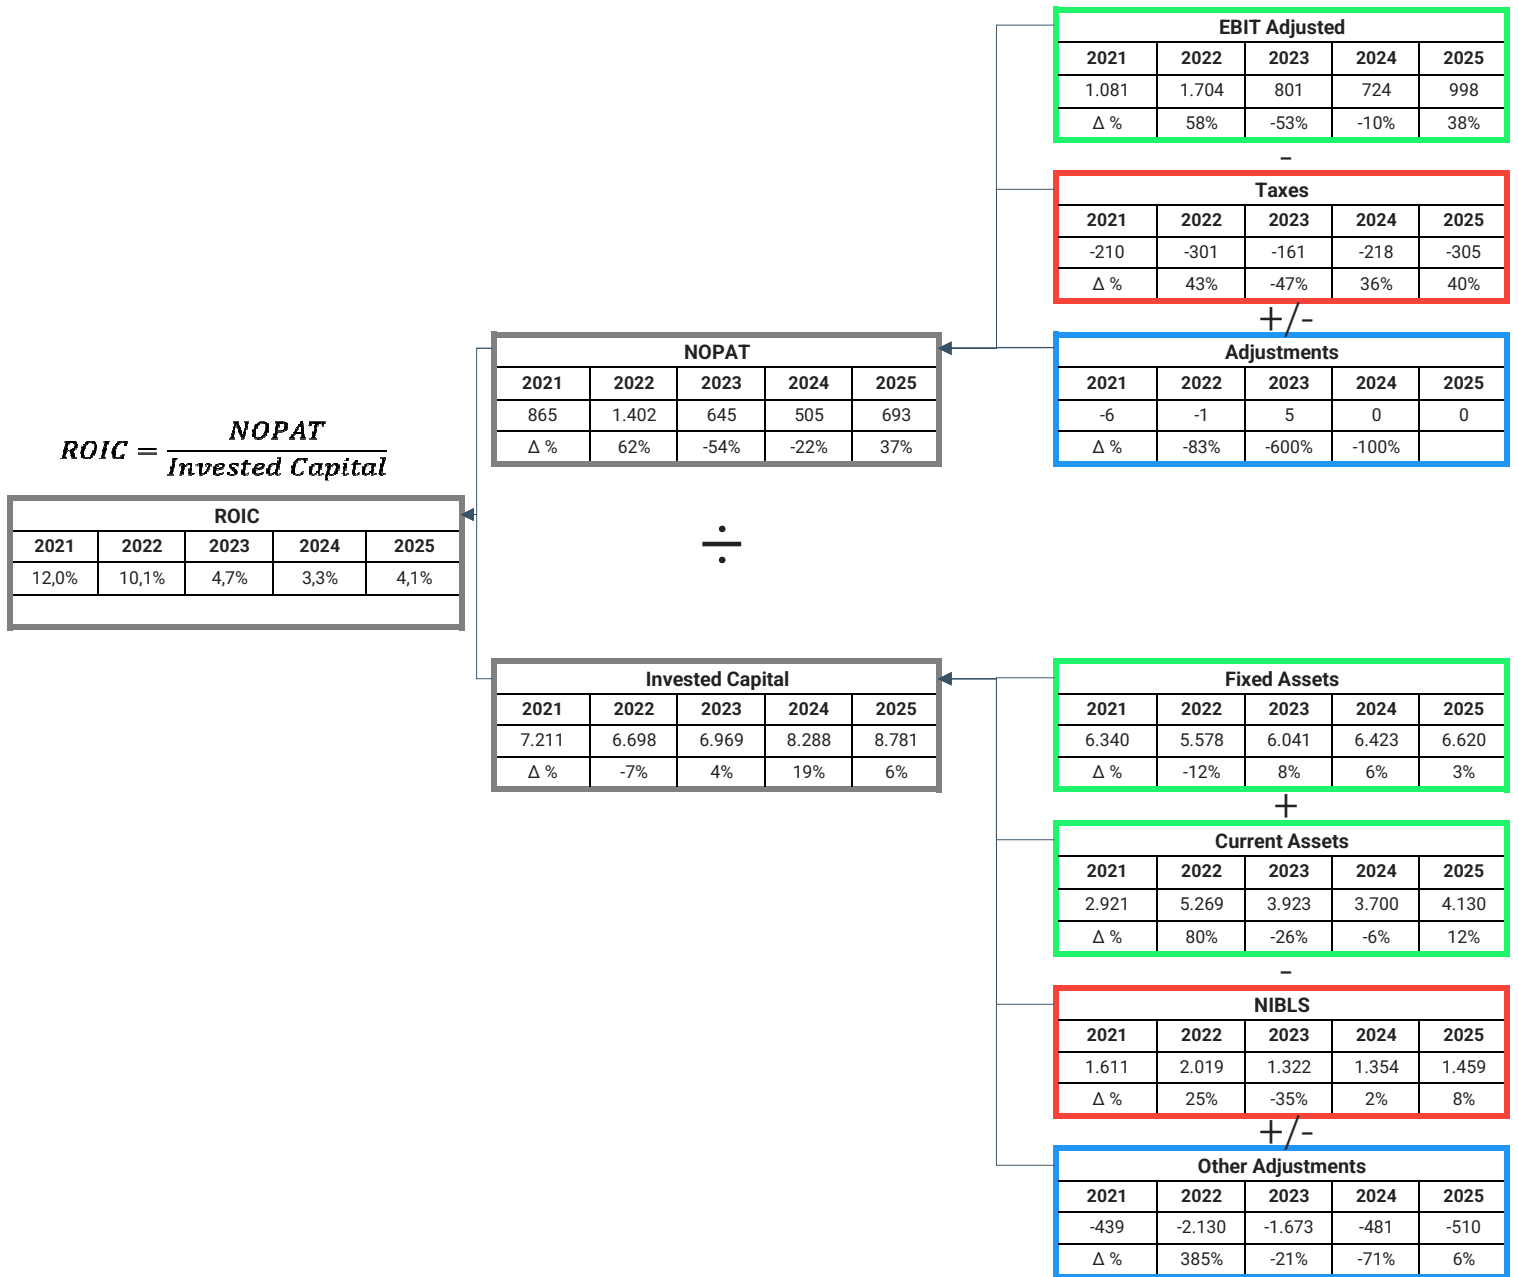 EBIT Adjusted
2021 2022 2023 2024 2025
1.081 1.704 801 724 998
Δ % 58% -53% -10% 38%
-
Taxes
2021 2022 2023 2024 2025
-210 -301 -161 -218 -305
Δ % 43% -47% 36% 40%
+/-
Adjustments
2021 2022 2023 2024 2025
-6 -1 5 0 0
Δ % -83% -600% -100%
NOPAT
2021 2022 2023 2024 2025
865 1.402 645 505 693
Δ % 62% -54% -22% 37%
ROIC = NOPAT
Invested Capital
ROIC
2021 2022 2023 2024 2025
12,0% 10,1% 4,7% 3,3% 4,1%
÷
Invested Capital
2021 2022 2023 2024 2025
7.211 6.698 6.969 8.288 8.781
Δ % -7% 4% 19% 6%
Fixed Assets
2021 2022 2023 2024 2025
6.340 5.578 6.041 6.423 6.620
Δ % -12% 8% 6% 3%
+
Current Assets
2021 2022 2023 2024 2025
2.921 5.269 3.923 3.700 4.130
Δ % 80% -26% -6% 12%
-
NIBLS
2021 2022 2023 2024 2025
1.611 2.019 1.322 1.354 1.459
Δ % 25% -35% 2% 8%
+/-
Other Adjustments
2021 2022 2023 2024 2025
-439 -2.130 -1.673 -481 -510
Δ % 385% -21% -71% 6%